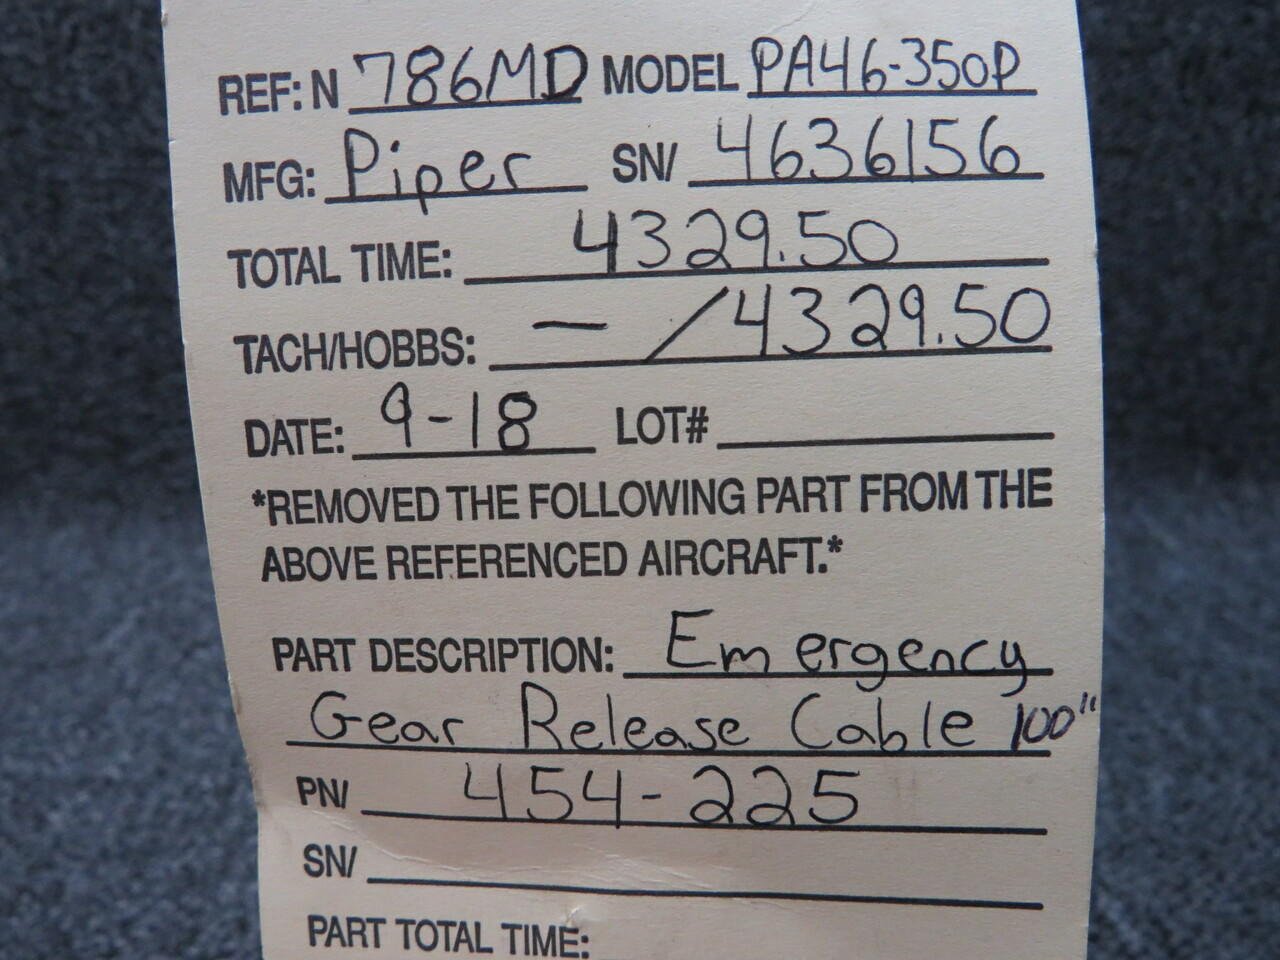 REF: N 786MD MODEL PA46-350P
MFG: Piper SN/ 4636156
TOTAL TIME: 4329.50
TACH/HOBBS: — / 4329.50
DATE: 9-18 LOT#
*REMOVED THE FOLLOWING PART FROM THE
ABOVE REFERENCED AIRCRAFT.*
PART DESCRIPTION: Emergency
Gear Release Cable 100"
PN/ 454-225
SN/
PART TOTAL TIME: